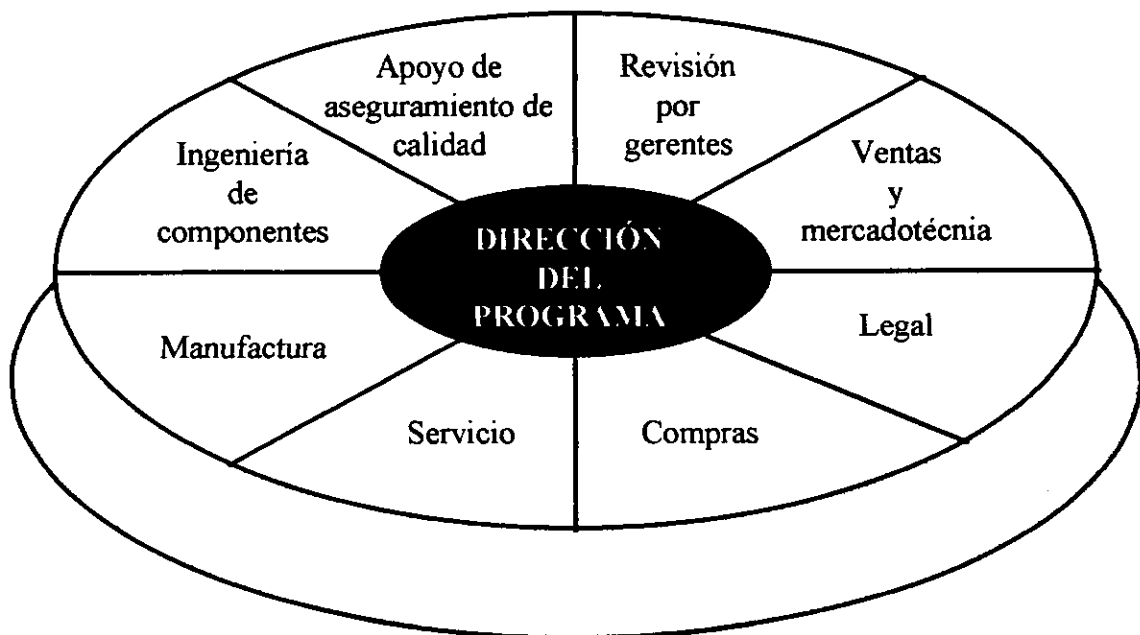 Apoyo de
aseguramiento de
calidad
Revisión
por
gerentes
Ingeniería
de
componentes
Ventas
y
mercadotécnia
DIRECCIÓN
DEL
PROGRAMA
Manufactura
Legal
Servicio
Compras